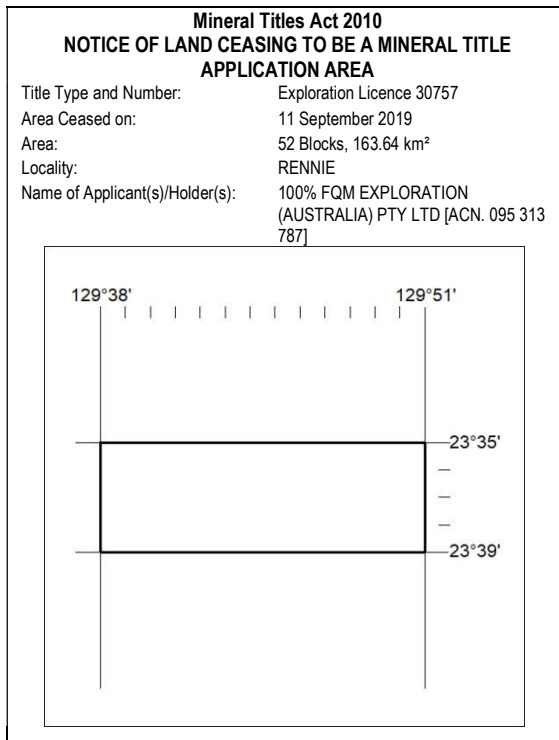 Mineral Titles Act 2010
NOTICE OF LAND CEASING TO BE A MINERAL TITLE
APPLICATION AREA
Title Type and Number: Exploration Licence 30757
Area Ceased on: 11 September 2019
Area: 52 Blocks, 163.64 km²
Locality: RENNIE
Name of Applicant(s)/Holder(s): 100% FQM EXPLORATION
(AUSTRALIA) PTY LTD [ACN. 095 313
787]
129°38' 129°51'
23°35'
23°39'